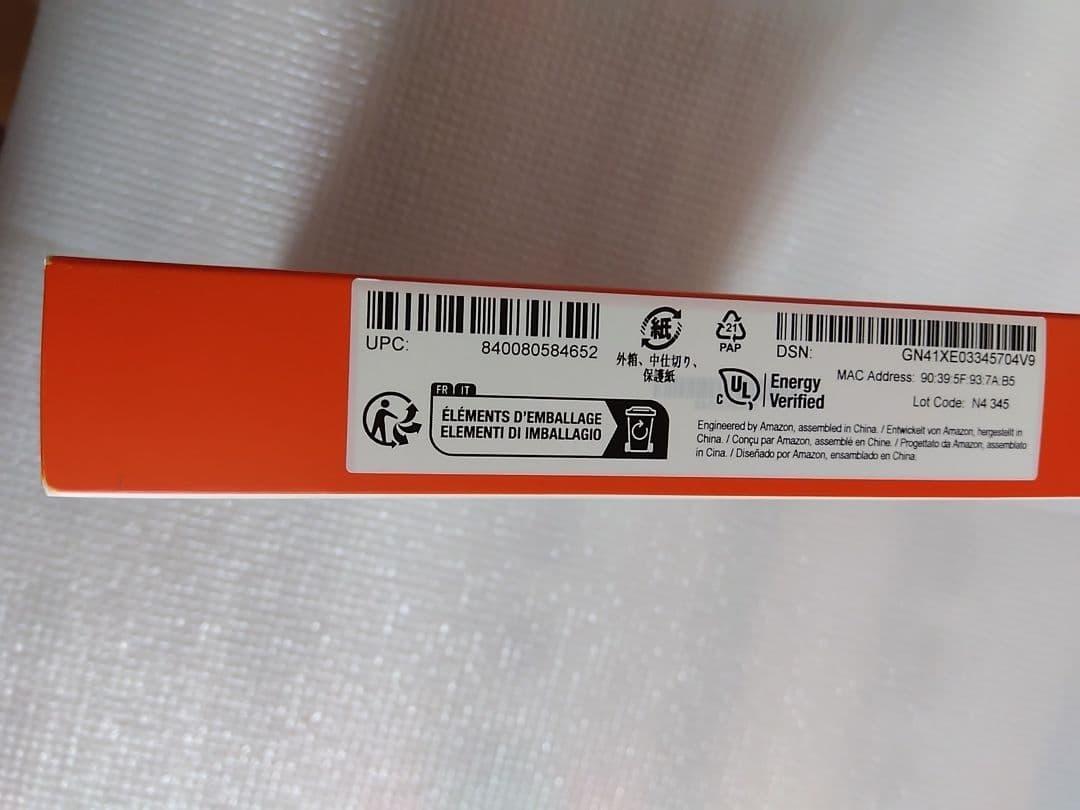 UPC:
840080584652
紙
外箱、中仕切り、
保護紙
21
PAP
DSN:
GN41XE03345704V9
MAC Address: 90:39:5F:93:7A:B5
Lot Code: N4 345
C UL Energy
Verified
FR IT
ÉLÉMENTS D'EMBALLAGE
ELEMENTI DI IMBALLAGIO
Engineered by Amazon, assembled in China. / Entwickelt von Amazon, hergestellt in
China. / Conçu par Amazon, assemblé en Chine. / Progettato da Amazon, assemblato
in Cina. / Diseñado por Amazon, ensamblado en China.